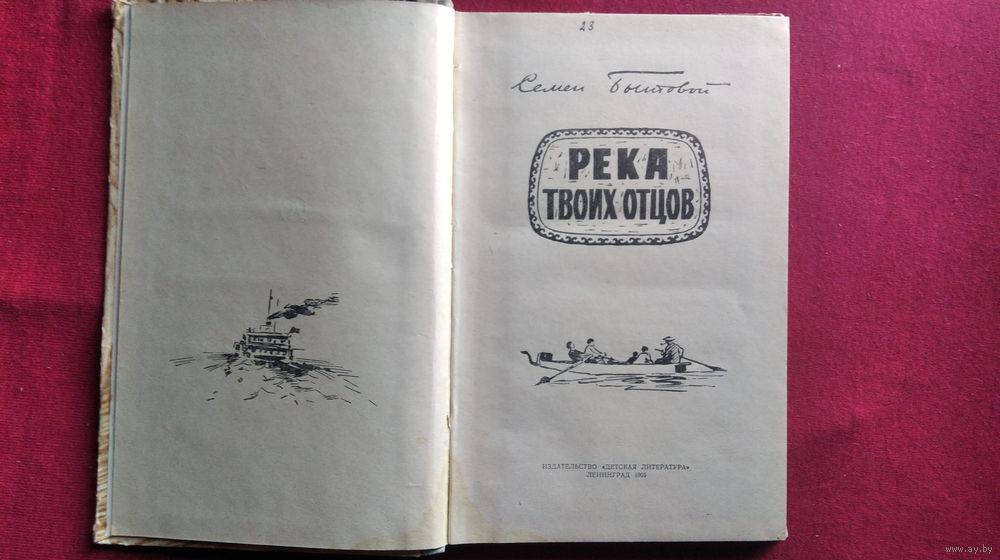 23
Семен Бытовой
РЕКА
ТВОИХ ОТЦОВ
ИЗДАТЕЛЬСТВО «ДЕТСКАЯ ЛИТЕРАТУРА»
ЛЕНИНГРАД 1965
www.ay.by